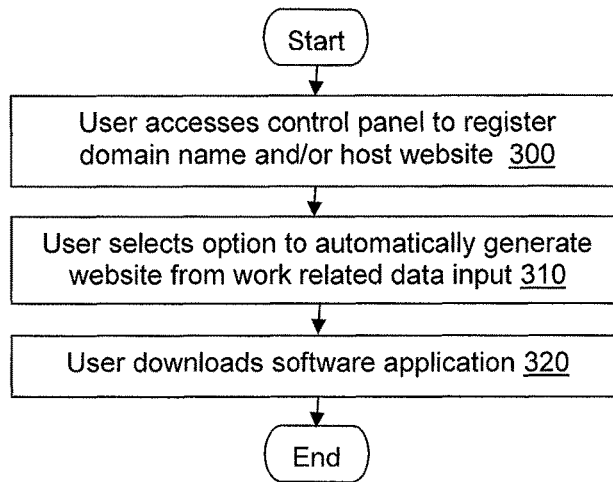 Start
User accesses control panel to register
domain name and/or host website 300
User selects option to automatically generate
website from work related data input 310
User downloads software application 320
End